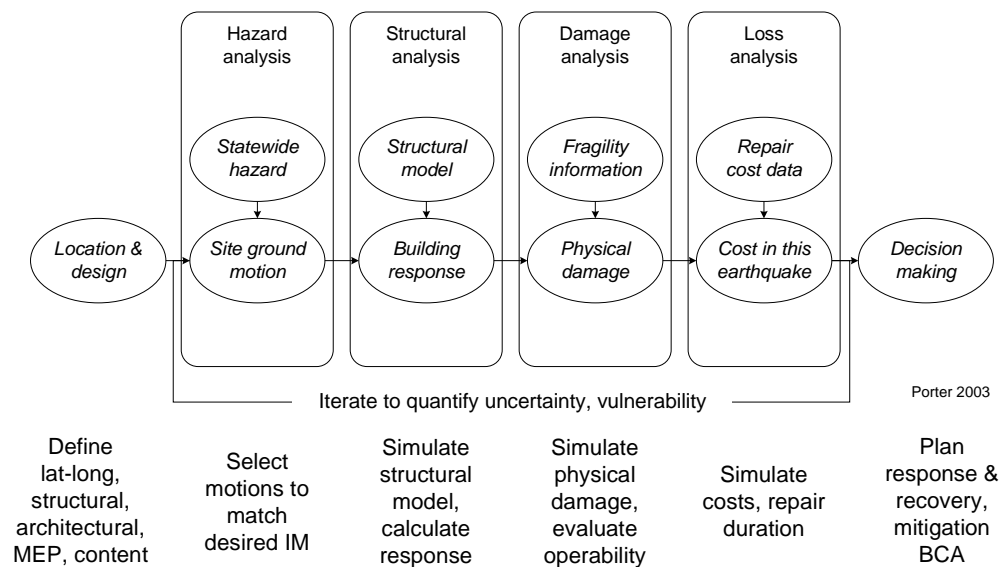 Hazard
analysis
Structural
analysis
Damage
analysis
Loss
analysis
Statewide
hazard
Structural
model
Fragility
information
Repair
cost data
Location &
design
Site ground
motion
Building
response
Physical
damage
Cost in this
earthquake
Decision
making
Iterate to quantify uncertainty, vulnerability
Porter 2003
Define
lat-long,
structural,
architectural,
MEP, content
Select
motions to
match
desired IM
Simulate
structural
model,
calculate
response
Simulate
physical
damage,
evaluate
operability
Simulate
costs, repair
duration
Plan
response &
recovery,
mitigation
BCA